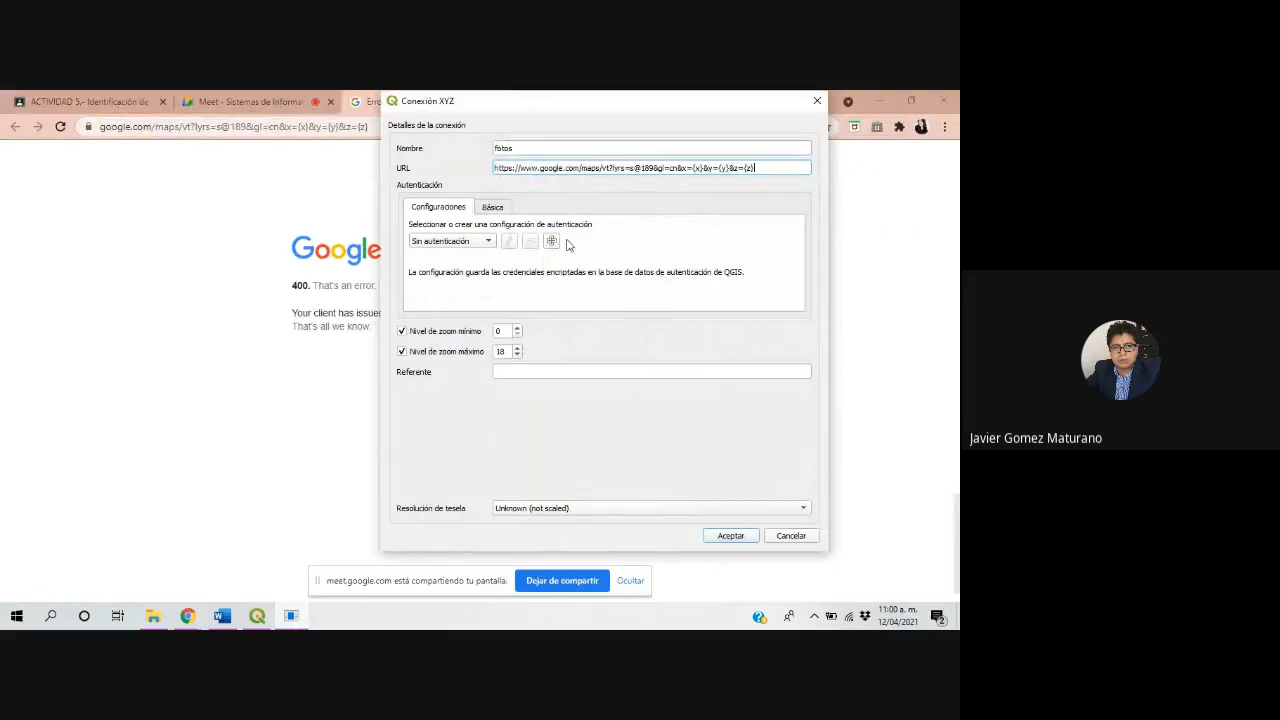 ACTIVIDAD 5.- Identificación de
Meet - Sistemas de Informa
Erro
google.com/maps/vt?lyrs=s@189&gl=cn&x={x}&y={y}&z={z}
Conexión XYZ
Detalles de la conexión
Nombre
fotos
URL
https://www.google.com/maps/vt?lyrs=s@189&gl=cn&x={x}&y={y}&z={z}
Autenticación
Configuraciones
Básica
Seleccionar o crear una configuración de autenticación
Sin autenticación
La configuración guarda las credenciales encriptadas en la base de datos de autenticación de QGIS.
Nivel de zoom mínimo
0
Nivel de zoom máximo
18
Referente
Resolución de tesela
Unknown (not scaled)
Aceptar
Cancelar
Google
400. That's an error.
Your client has issued
That's all we know.
meet.google.com está compartiendo tu pantalla.
Dejar de compartir
Ocultar
11:00 a. m.
12/04/2021
2
Javier Gomez Maturano